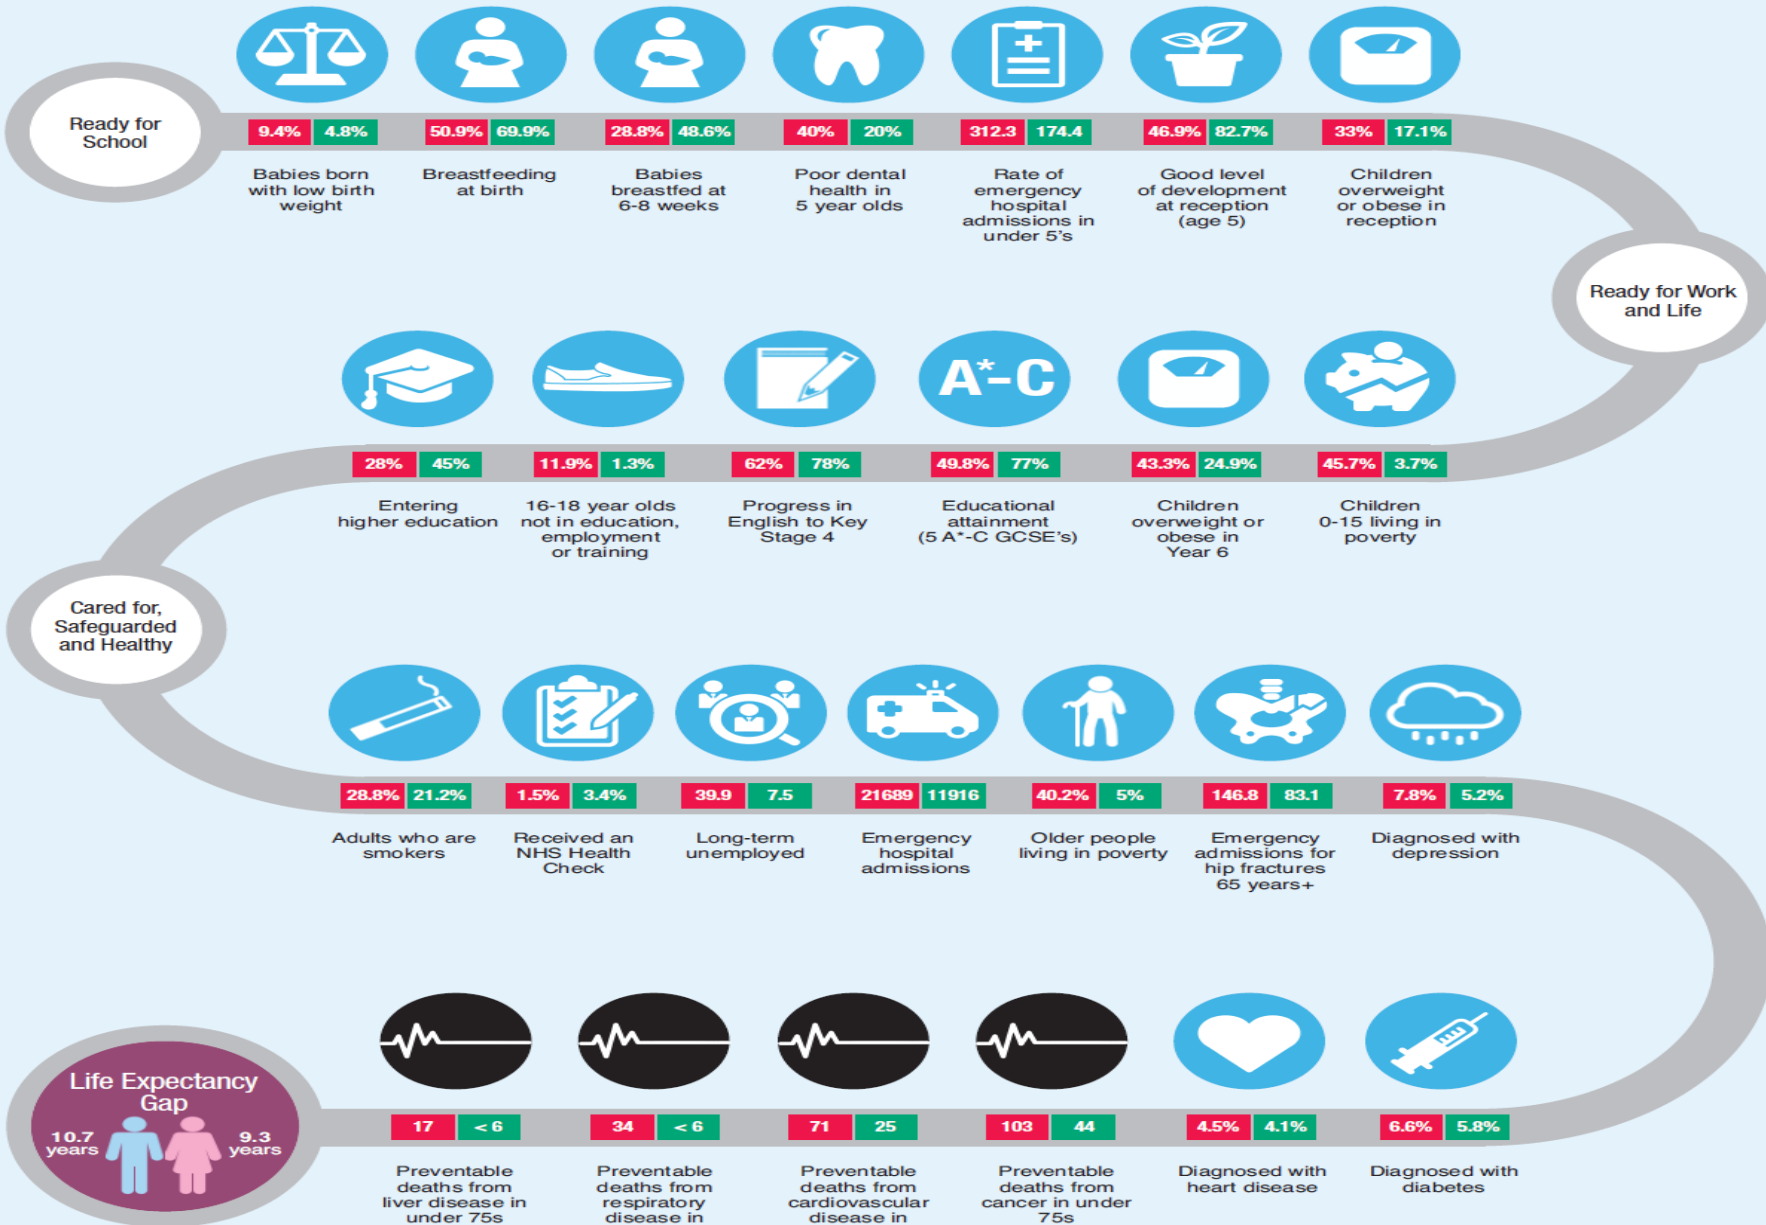 Ready for
School
9.4% 4.8%
Babies born
with low birth
weight
50.9% 69.9%
Breastfeeding
at birth
28.8% 48.6%
Babies
breastfed at
6-8 weeks
40% 20%
Poor dental
health in
5 year olds
312.3 174.4
Rate of
emergency
hospital
admissions in
under 5's
46.9% 82.7%
Good level
of development
at reception
(age 5)
33% 17.1%
Children
overweight
or obese in
reception
Ready for Work
and Life
A*-C
28% 45%
Entering
higher education
11.9% 1.3%
16-18 year olds
not in education,
employment
or training
62% 78%
Progress in
English to Key
Stage 4
49.8% 77%
Educational
attainment
(5 A*-C GCSE's)
43.3% 24.9%
Children
overweight or
obese in
Year 6
45.7% 3.7%
Children
0-15 living in
poverty
Cared for,
Safeguarded
and Healthy
28.8% 21.2%
Adults who are
smokers
1.5% 3.4%
Received an
NHS Health
Check
39.9 7.5
Long-term
unemployed
21689 11916
Emergency
hospital
admissions
40.2% 5%
Older people
living in poverty
146.8 83.1
Emergency
admissions for
hip fractures
65 years+
7.8% 5.2%
Diagnosed with
depression
Life Expectancy
Gap
10.7
years
9.3
years
17 < 6
Preventable
deaths from
liver disease in
under 75s
34 < 6
Preventable
deaths from
respiratory
disease in
71 25
Preventable
deaths from
cardiovascular
disease in
103 44
Preventable
deaths from
cancer in under
75s
4.5% 4.1%
Diagnosed with
heart disease
6.6% 5.8%
Diagnosed with
diabetes